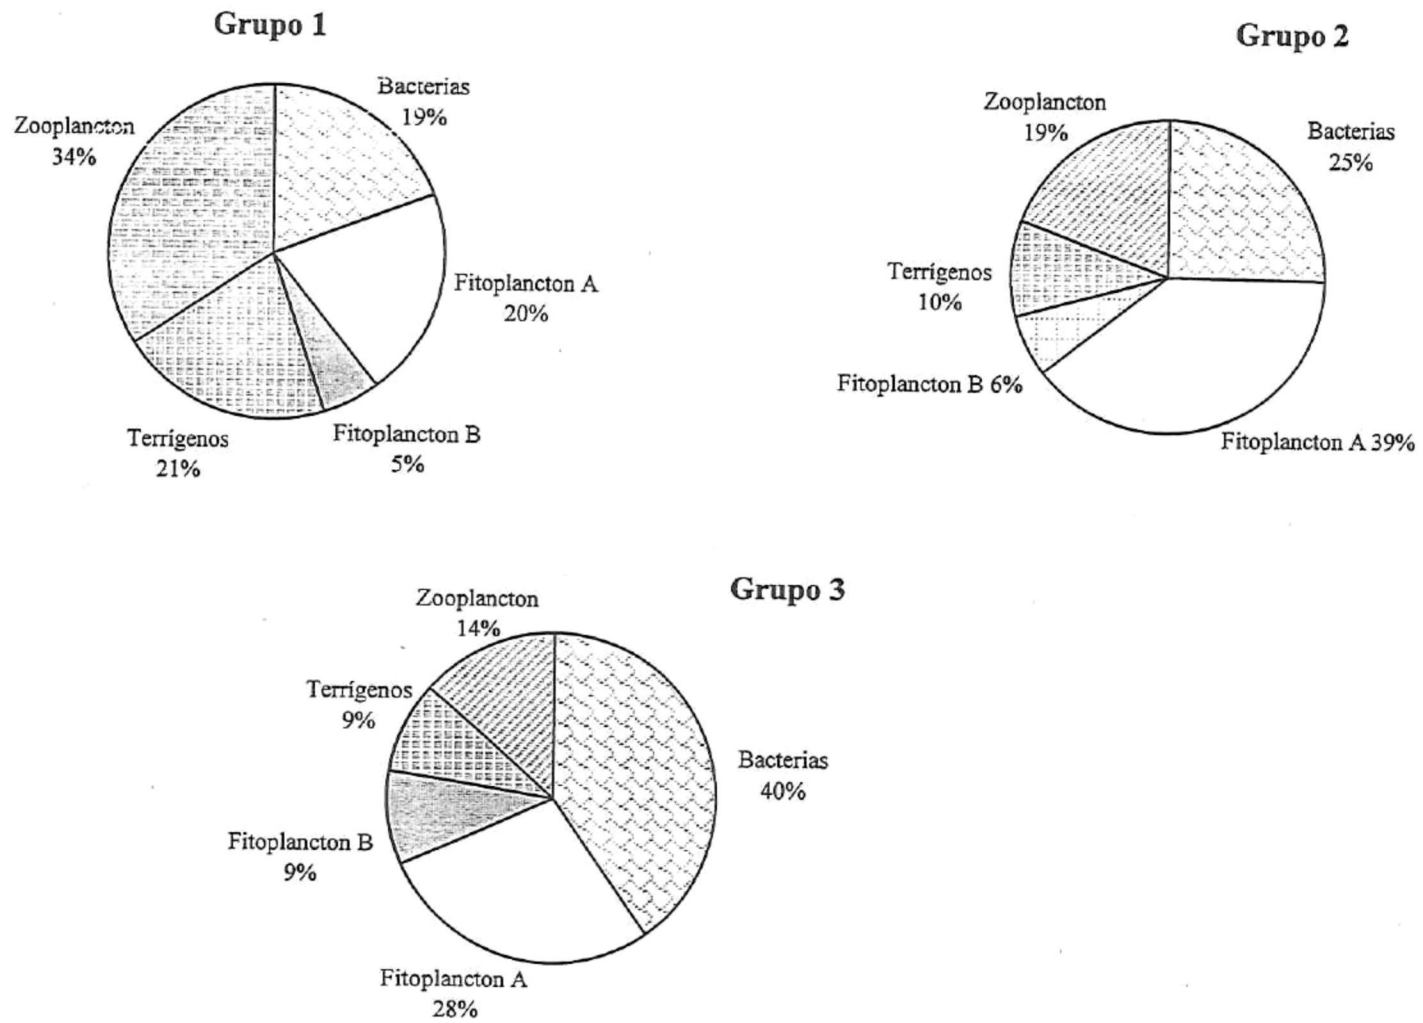 Grupo 1
Bacterias
19%
Zooplancton
34%
Fitoplancton A
20%
Terrígenos
21%
Fitoplancton B
5%
Grupo 2
Zooplancton
19%
Bacterias
25%
Terrígenos
10%
Fitoplancton B 6%
Fitoplancton A 39%
Grupo 3
Zooplancton
14%
Terrígenos
9%
Bacterias
40%
Fitoplancton B
9%
Fitoplancton A
28%